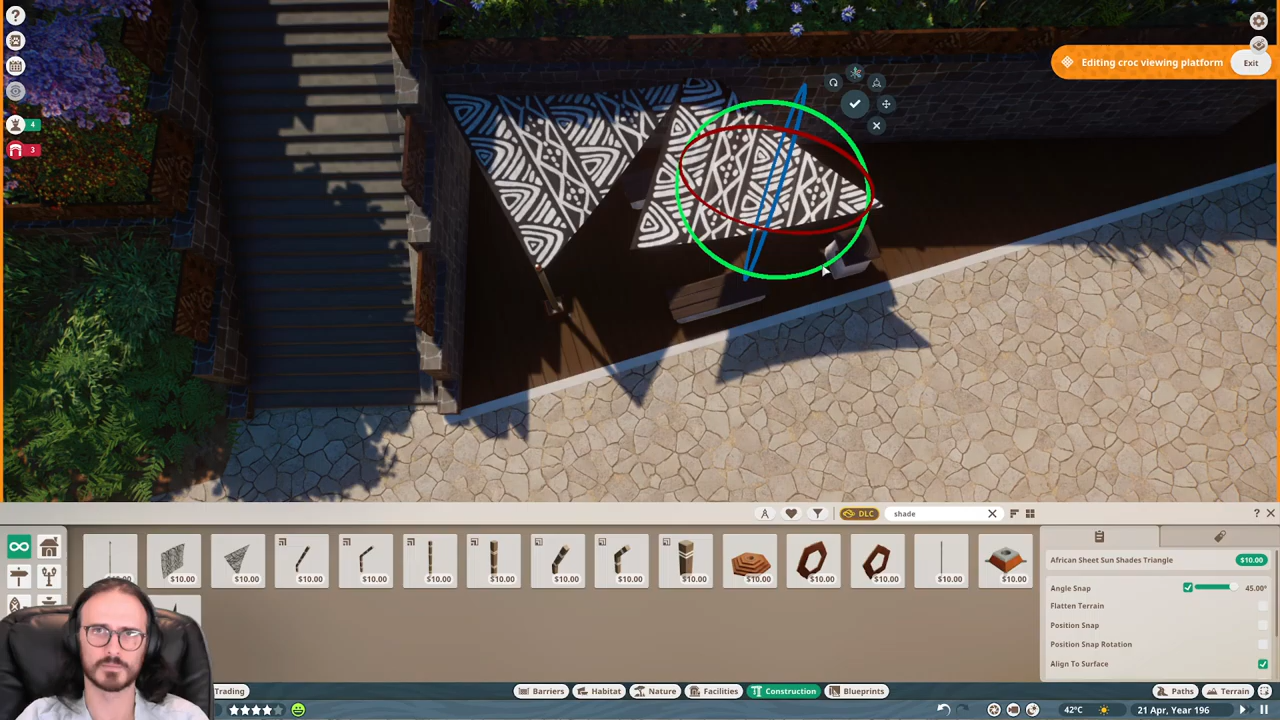 ?
Editing croc viewing platform
Exit
4
3
DLC
shade
?
$10.00
$10.00
$10.00
$10.00
$10.00
$10.00
$10.00
$10.00
$10.00
$10.00
$10.00
$10.00
$10.00
$10.00
African Sheet Sun Shades Triangle
$10.00
Angle Snap
45.00°
Flatten Terrain
Position Snap
Position Snap Rotation
Align To Surface
Trading
Barriers
Habitat
Nature
Facilities
Construction
Blueprints
Paths
Terrain
42°C
21 Apr, Year 196